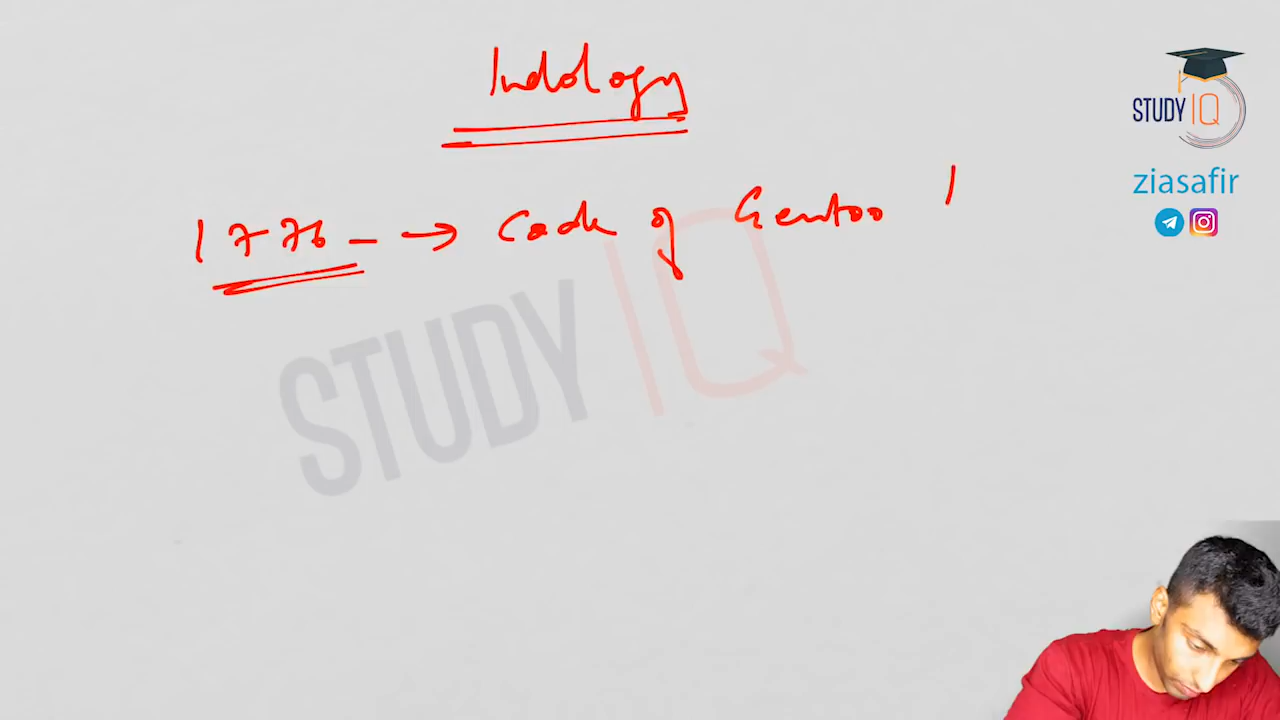 Indology
STUDY IQ
ziasafir
1776 → Code of Gentoo
STUDY IQ